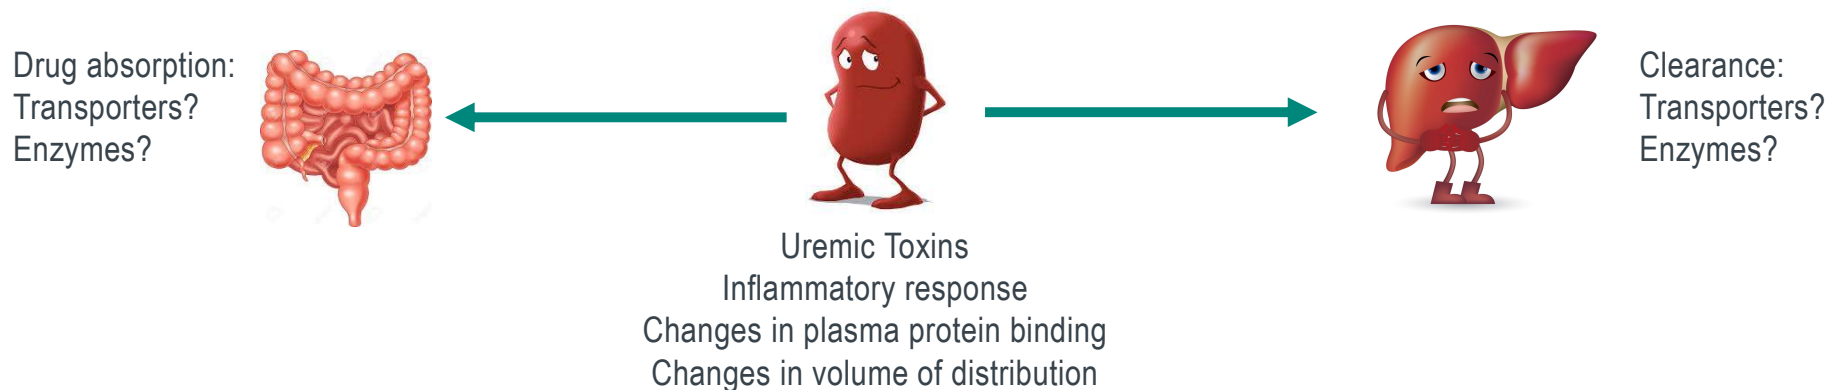 Drug absorption:
Transporters?
Enzymes?
Uremic Toxins
Inflammatory response
Changes in plasma protein binding
Changes in volume of distribution
Clearance:
Transporters?
Enzymes?